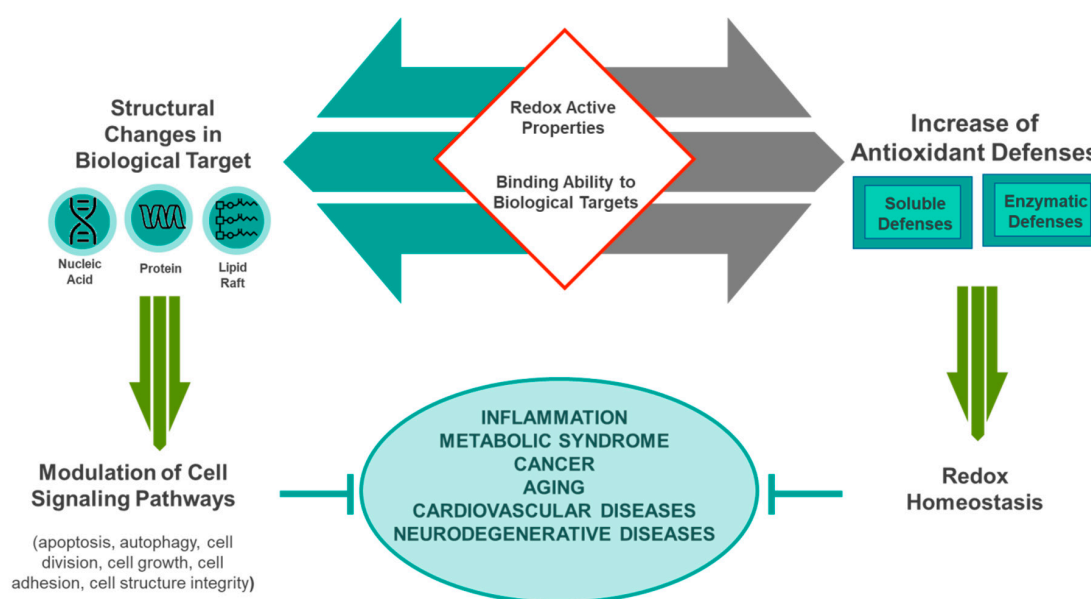 Structural
Changes in
Biological Target
Nucleic
Acid
Protein
Lipid
Raft
Redox Active
Properties
Binding Ability to
Biological Targets
Increase of
Antioxidant Defenses
Soluble
Defenses
Enzymatic
Defenses
Modulation of Cell
Signaling Pathways
(apoptosis, autophagy, cell
division, cell growth, cell
adhesion, cell structure integrity)
INFLAMMATION
METABOLIC SYNDROME
CANCER
AGING
CARDIOVASCULAR DISEASES
NEURODEGENERATIVE DISEASES
Redox
Homeostasis